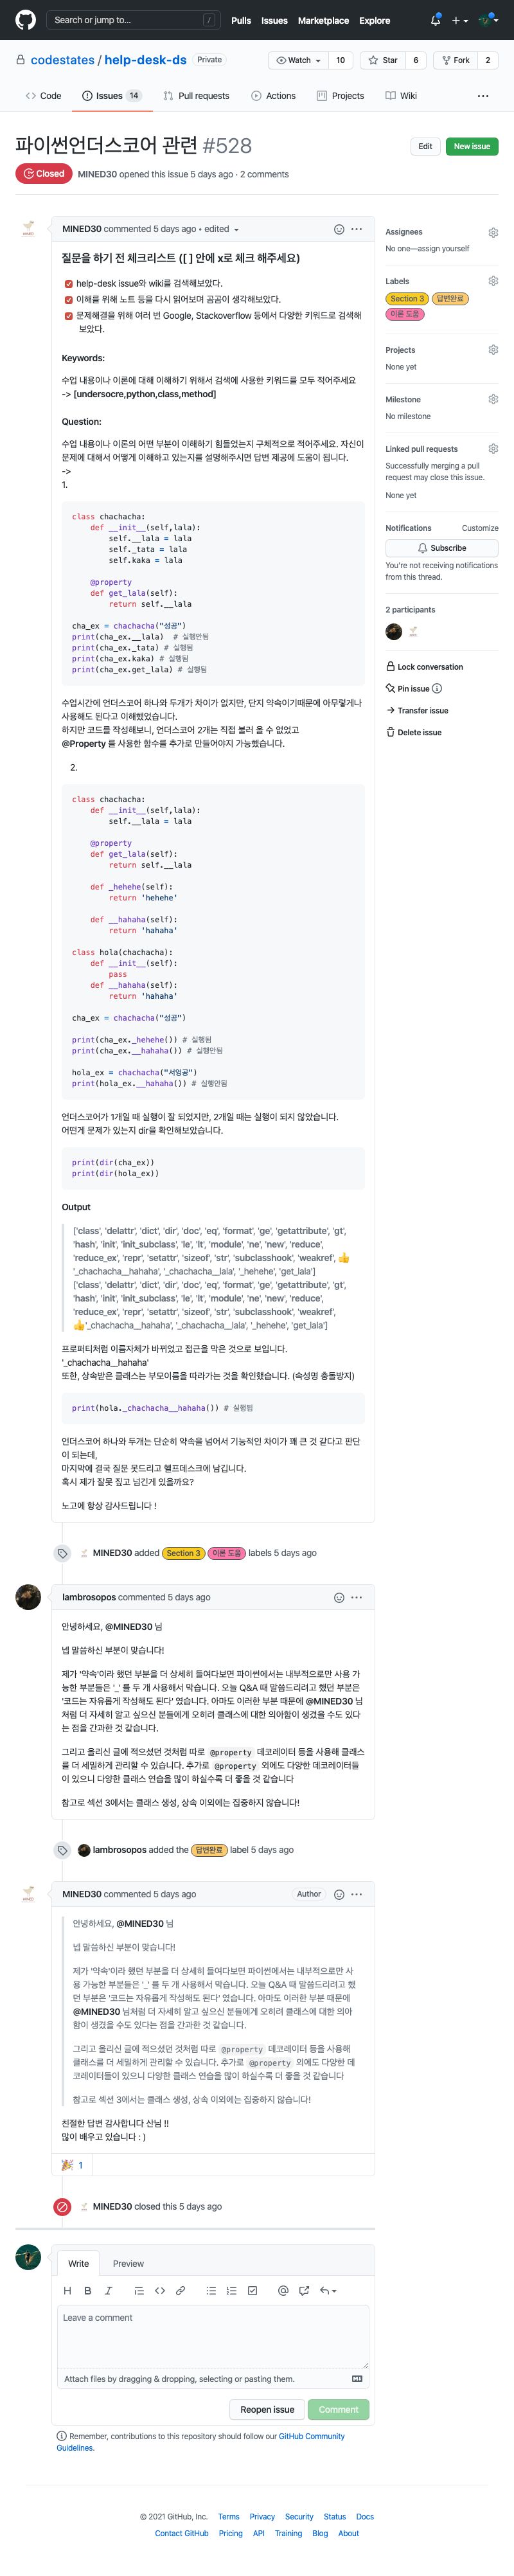 Search or jump to... /
Pulls Issues Marketplace Explore
codestates / help-desk-ds Private
Watch 10 Star 6 Fork 2
Code Issues 14 Pull requests Actions Projects Wiki
파이썬언더스코어 관련 #528
Edit New issue
Closed MINED30 opened this issue 5 days ago · 2 comments
MINED30 commented 5 days ago • edited
질문을 하기 전 체크리스트 ([ ] 안에 x로 체크 해주세요)
help-desk issue와 wiki를 검색해보았다.
이해를 위해 노트 등을 다시 읽어보며 곰곰이 생각해보았다.
문제해결을 위해 여러 번 Google, Stackoverflow 등에서 다양한 키워드로 검색해
보았다.
Keywords:
수업 내용이나 이론에 대해 이해하기 위해서 검색에 사용한 키워드를 모두 적어주세요
-> [undersocre,python,class,method]
Question:
수업 내용이나 이론의 어떤 부분이 이해하기 힘들었는지 구체적으로 적어주세요. 자신이
문제에 대해서 어떻게 이해하고 있는지를 설명해주시면 답변 제공에 도움이 됩니다.
->
1.
class chachacha:
def __init__(self,lala):
self.__lala = lala
self._tata = lala
self.kaka = lala
@property
def get_lala(self):
return self.__lala
cha_ex = chachacha("성공")
print(cha_ex.__lala) # 실행안됨
print(cha_ex._tata) # 실행됨
print(cha_ex.kaka) # 실행됨
print(cha_ex.get_lala) # 실행됨
수업시간에 언더스코어 하나와 두개가 차이가 없지만, 단지 약속이기때문에 아무렇게나
사용해도 된다고 이해했었습니다.
하지만 코드를 작성해보니, 언더스코어 2개는 직접 불러 올 수 없었고
@Property 를 사용한 함수를 추가로 만들어야지 가능했습니다.
2.
class chachacha:
def __init__(self,lala):
self.__lala = lala
@property
def get_lala(self):
return self.__lala
def _hehehe(self):
return 'hehehe'
def __hahaha(self):
return 'hahaha'
class hola(chachacha):
def __init__(self):
pass
def __hahaha(self):
return 'hahaha'
cha_ex = chachacha("성공")
print(cha_ex._hehehe()) # 실행됨
print(cha_ex.__hahaha()) # 실행안됨
hola_ex = chachacha("서엉공")
print(hola_ex.__hahaha()) # 실행안됨
언더스코어가 1개일 때 실행이 잘 되었지만, 2개일 때는 실행이 되지 않았습니다.
어떤게 문제가 있는지 dir을 확인해보았습니다.
print(dir(cha_ex))
print(dir(hola_ex))
Output
['class', 'delattr', 'dict', 'dir', 'doc', 'eq', 'format', 'ge', 'getattribute', 'gt',
'hash', 'init', 'init_subclass', 'le', 'lt', 'module', 'ne', 'new', 'reduce',
'reduce_ex', 'repr', 'setattr', 'sizeof', 'str', 'subclasshook', 'weakref', 👍
'_chachacha__hahaha', '_chachacha__lala', '_hehehe', 'get_lala']
['class', 'delattr', 'dict', 'dir', 'doc', 'eq', 'format', 'ge', 'getattribute', 'gt',
'hash', 'init', 'init_subclass', 'le', 'lt', 'module', 'ne', 'new', 'reduce',
'reduce_ex', 'repr', 'setattr', 'sizeof', 'str', 'subclasshook', 'weakref',
👍'_chachacha__hahaha', '_chachacha__lala', '_hehehe', 'get_lala']
프로퍼티처럼 이름자체가 바뀌었고 접근을 막은 것으로 보입니다.
'_chachacha__hahaha'
또한, 상속받은 클래스는 부모이름을 따라가는 것을 확인했습니다. (속성명 충돌방지)
print(hola._chachacha__hahaha()) # 실행됨
언더스코어 하나와 두개는 단순히 약속을 넘어서 기능적인 차이가 꽤 큰 것 같다고 판단
이 되는데,
마지막에 결국 질문 못드리고 헬프데스크에 남깁니다.
혹시 제가 잘못 짚고 넘긴게 있을까요?
노고에 항상 감사드립니다 !
MINED30 added Section 3 이론 도움 labels 5 days ago
lambrosopos commented 5 days ago
안녕하세요, @MINED30 님
넵 말씀하신 부분이 맞습니다!
제가 '약속'이라 했던 부분을 더 상세히 들여다보면 파이썬에서는 내부적으로만 사용 가
능한 부분들은 '_' 를 두 개 사용해서 막습니다. 오늘 Q&A 때 말씀드리려고 했던 부분은
'코드는 자유롭게 작성해도 된다' 였습니다. 아마도 이러한 부분 때문에 @MINED30 님
처럼 더 자세히 알고 싶으신 분들에게 오히려 클래스에 대한 의아함이 생겼을 수도 있다
는 점을 간과한 것 같습니다.
그리고 올리신 글에 적으셨던 것처럼 따로 @property 데코레이터 등을 사용해 클래스
를 더 세밀하게 관리할 수 있습니다. 추가로 @property 외에도 다양한 데코레이터들
이 있으니 다양한 클래스 연습을 많이 하실수록 더 좋을 것 같습니다
참고로 섹션 3에서는 클래스 생성, 상속 이외에는 집중하지 않습니다!
lambrosopos added the 답변완료 label 5 days ago
MINED30 commented 5 days ago Author
안녕하세요, @MINED30 님
넵 말씀하신 부분이 맞습니다!
제가 '약속'이라 했던 부분을 더 상세히 들여다보면 파이썬에서는 내부적으로만 사
용 가능한 부분들은 '_' 를 두 개 사용해서 막습니다. 오늘 Q&A 때 말씀드리려고 했
던 부분은 '코드는 자유롭게 작성해도 된다' 였습니다. 아마도 이러한 부분 때문에
@MINED30 님처럼 더 자세히 알고 싶으신 분들에게 오히려 클래스에 대한 의아
함이 생겼을 수도 있다는 점을 간과한 것 같습니다.
그리고 올리신 글에 적으셨던 것처럼 따로 @property 데코레이터 등을 사용해
클래스를 더 세밀하게 관리할 수 있습니다. 추가로 @property 외에도 다양한 데
코레이터들이 있으니 다양한 클래스 연습을 많이 하실수록 더 좋을 것 같습니다
참고로 섹션 3에서는 클래스 생성, 상속 이외에는 집중하지 않습니다!
친절한 답변 감사합니다 산님 !!
많이 배우고 있습니다 : )
🎉 1
MINED30 closed this 5 days ago
Write Preview
Leave a comment
Attach files by dragging & dropping, selecting or pasting them.
Reopen issue Comment
Remember, contributions to this repository should follow our GitHub Community
Guidelines.
Assignees
No one—assign yourself
Labels
Section 3 답변완료
이론 도움
Projects
None yet
Milestone
No milestone
Linked pull requests
Successfully merging a pull
request may close this issue.
None yet
Notifications Customize
Subscribe
You're not receiving notifications
from this thread.
2 participants
Lock conversation
Pin issue
Transfer issue
Delete issue
© 2021 GitHub, Inc. Terms Privacy Security Status Docs
Contact GitHub Pricing API Training Blog About